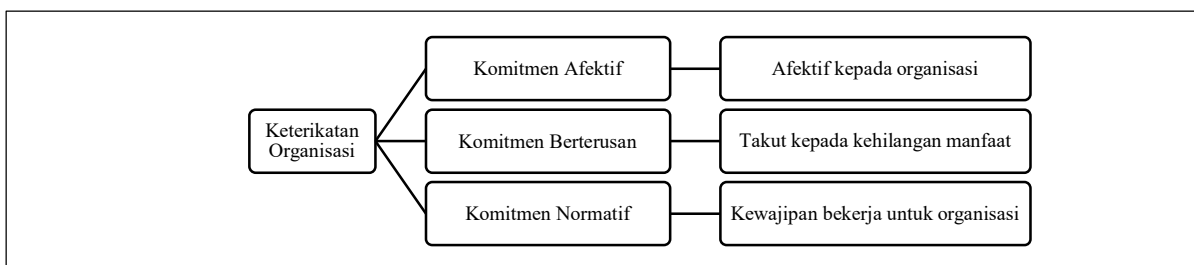 Keterikatan
Organisasi
Komitmen Afektif
Afektif kepada organisasi
Komitmen Berterusan
Takut kepada kehilangan manfaat
Komitmen Normatif
Kewajipan bekerja untuk organisasi